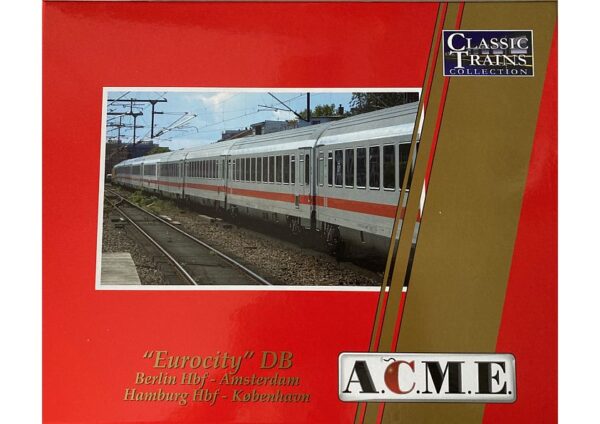 CLASSIC
TRAINS
COLLECTION
"Eurocity" DB
Berlin Hbf - Amsterdam
Hamburg Hbf - København
A.C.M.E.